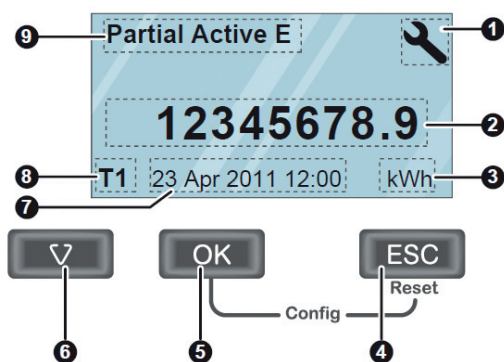 9 Partial Active E 1
12345678.9 2
8 T1 23 Apr 2011 12:00 kWh 3
7
OK ESC
Reset
Config
6 5 4